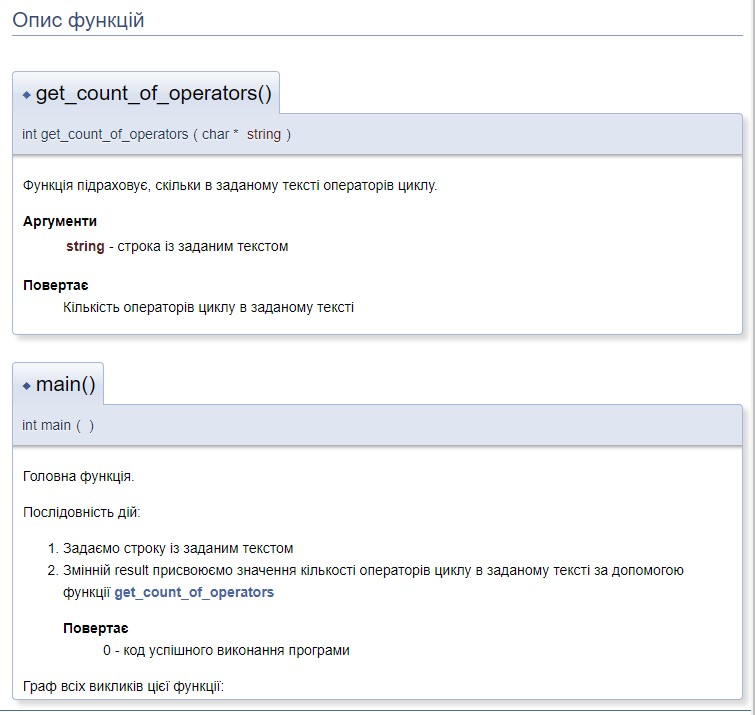 Опис функцій
◆ get_count_of_operators()
int get_count_of_operators ( char * string )
Функція підраховує, скільки в заданому тексті операторів циклу.
Аргументи
string - строка із заданим текстом
Повертає
Кількість операторів циклу в заданому тексті
◆ main()
int main ( )
Головна функція.
Послідовність дій:
1. Задаємо строку із заданим текстом
2. Змінній result присвоюємо значення кількості операторів циклу в заданому тексті за допомогою
функції get_count_of_operators
Повертає
0 - код успішного виконання програми
Граф всіх викликів цієї функції: